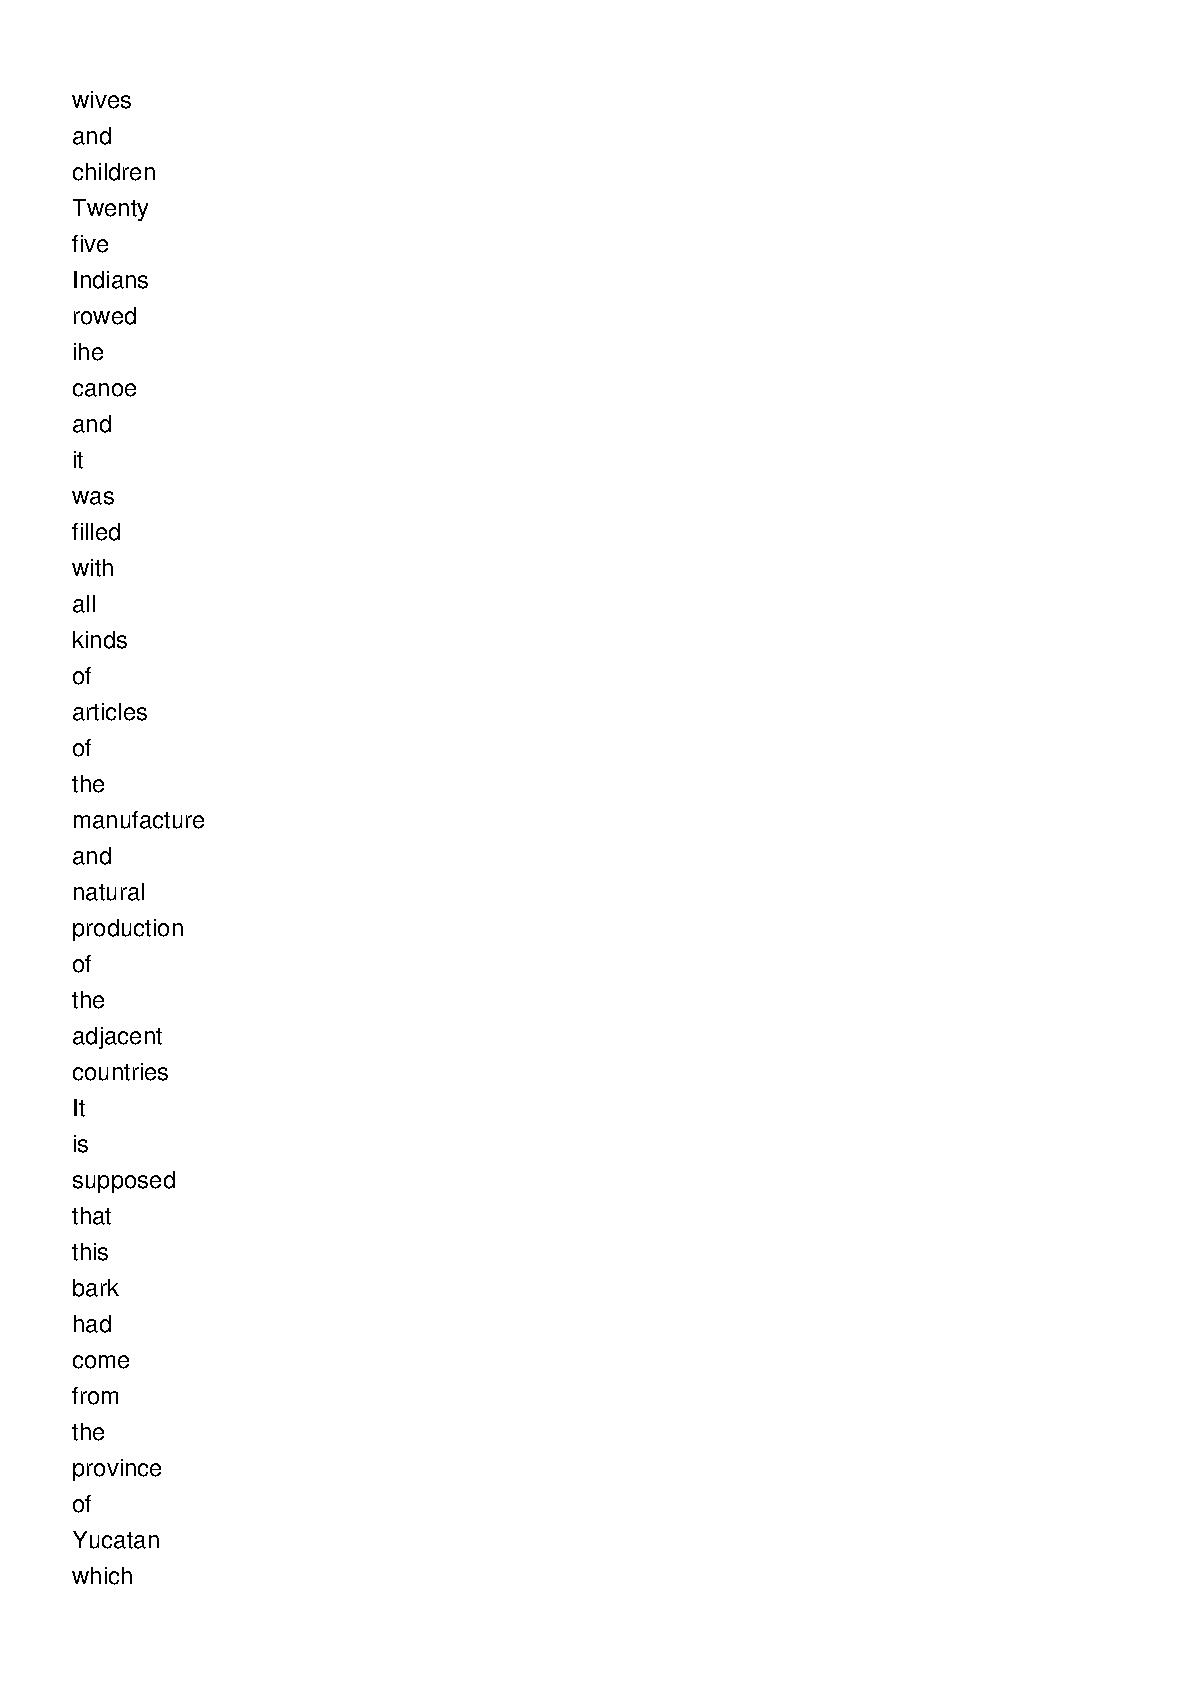 wives
and
children
Twenty
five
Indians
rowed
ihe
canoe
and
it
was
filled
with
all
kinds
of
articles
of
the
manufacture
and
natural
production
of
the
adjacent
countries
It
is
supposed
that
this
bark
had
come
from
the
province
of
Yucatan
which